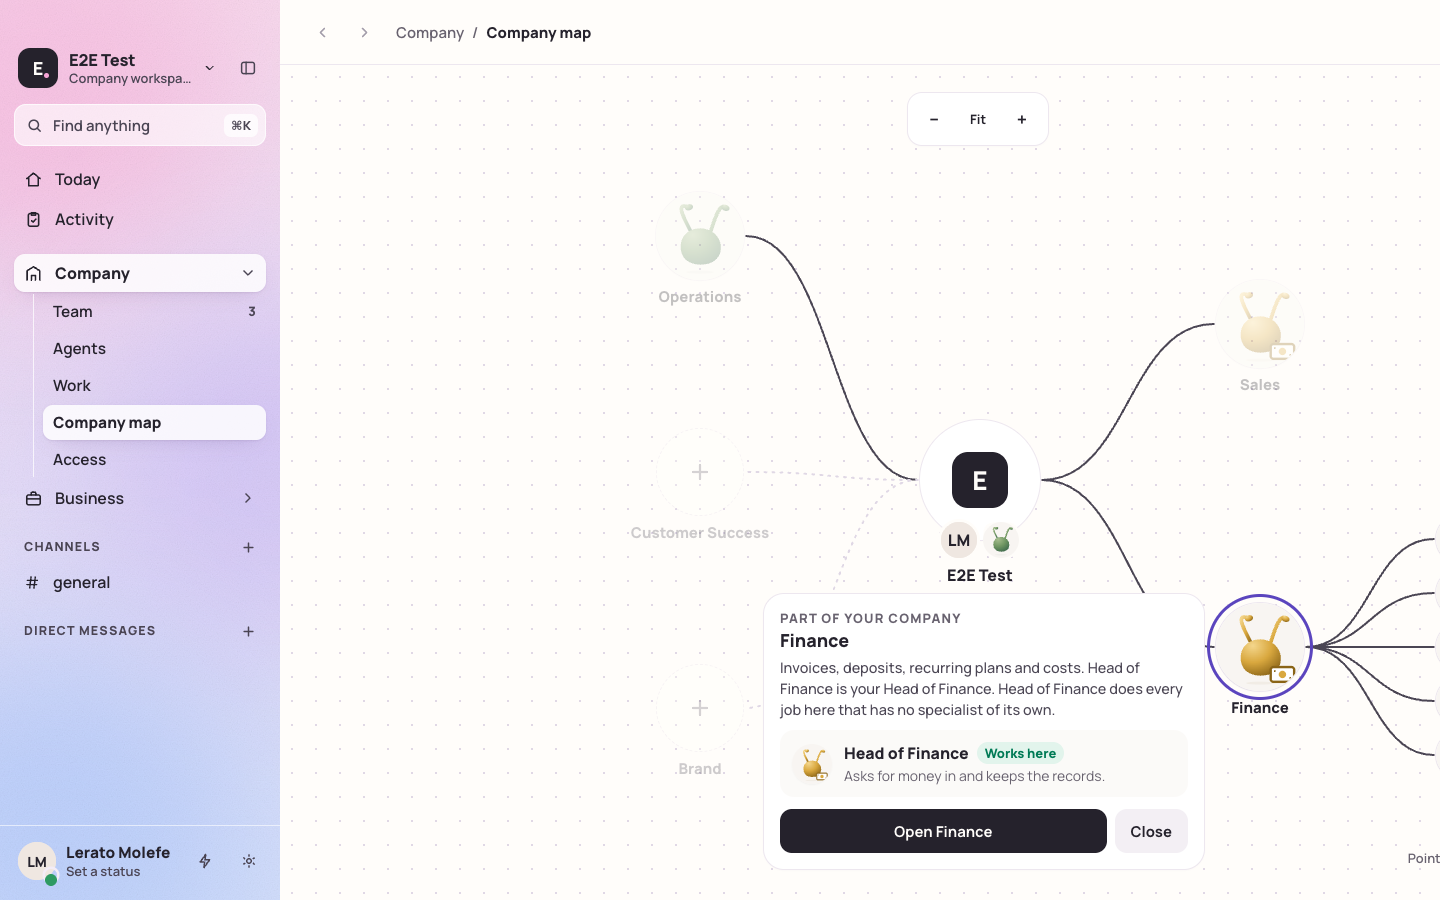 E2E Test
Company workspa...
Find anything
⌘K
Today
Activity
Company
Team
3
Agents
Work
Company map
Access
Business
CHANNELS
# general
DIRECT MESSAGES
LM
Lerato Molefe
Set a status
Company / Company map
− Fit +
Operations
Sales
Customer Success
E
LM
E2E Test
Brand
PART OF YOUR COMPANY
Finance
Invoices, deposits, recurring plans and costs. Head of
Finance is your Head of Finance. Head of Finance does every
job here that has no specialist of its own.
Head of Finance
Works here
Asks for money in and keeps the records.
Open Finance
Close
Finance
Point